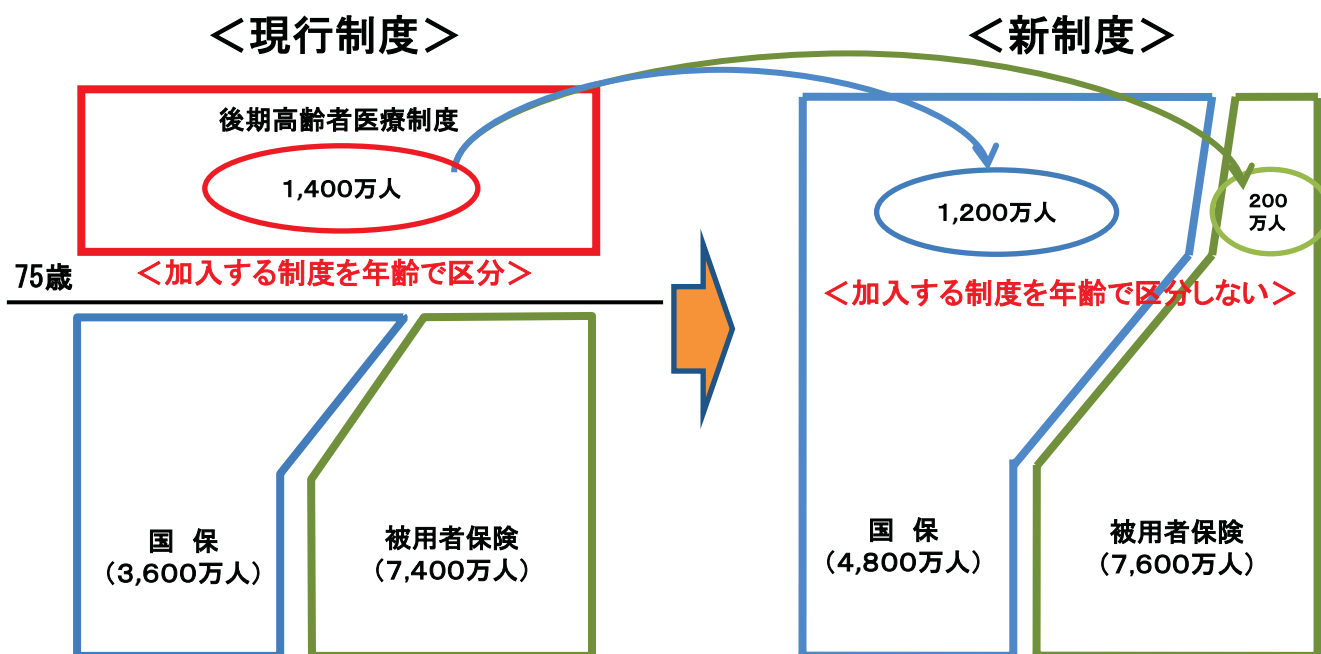 ＜現行制度＞
後期高齢者医療制度
1,400万人
＜加入する制度を年齢で区分＞
75歳
国　保
（3,600万人）
被用者保険
（7,400万人）
＜新制度＞
1,200万人
200
万人
＜加入する制度を年齢で区分しない＞
国　保
（4,800万人）
被用者保険
（7,600万人）